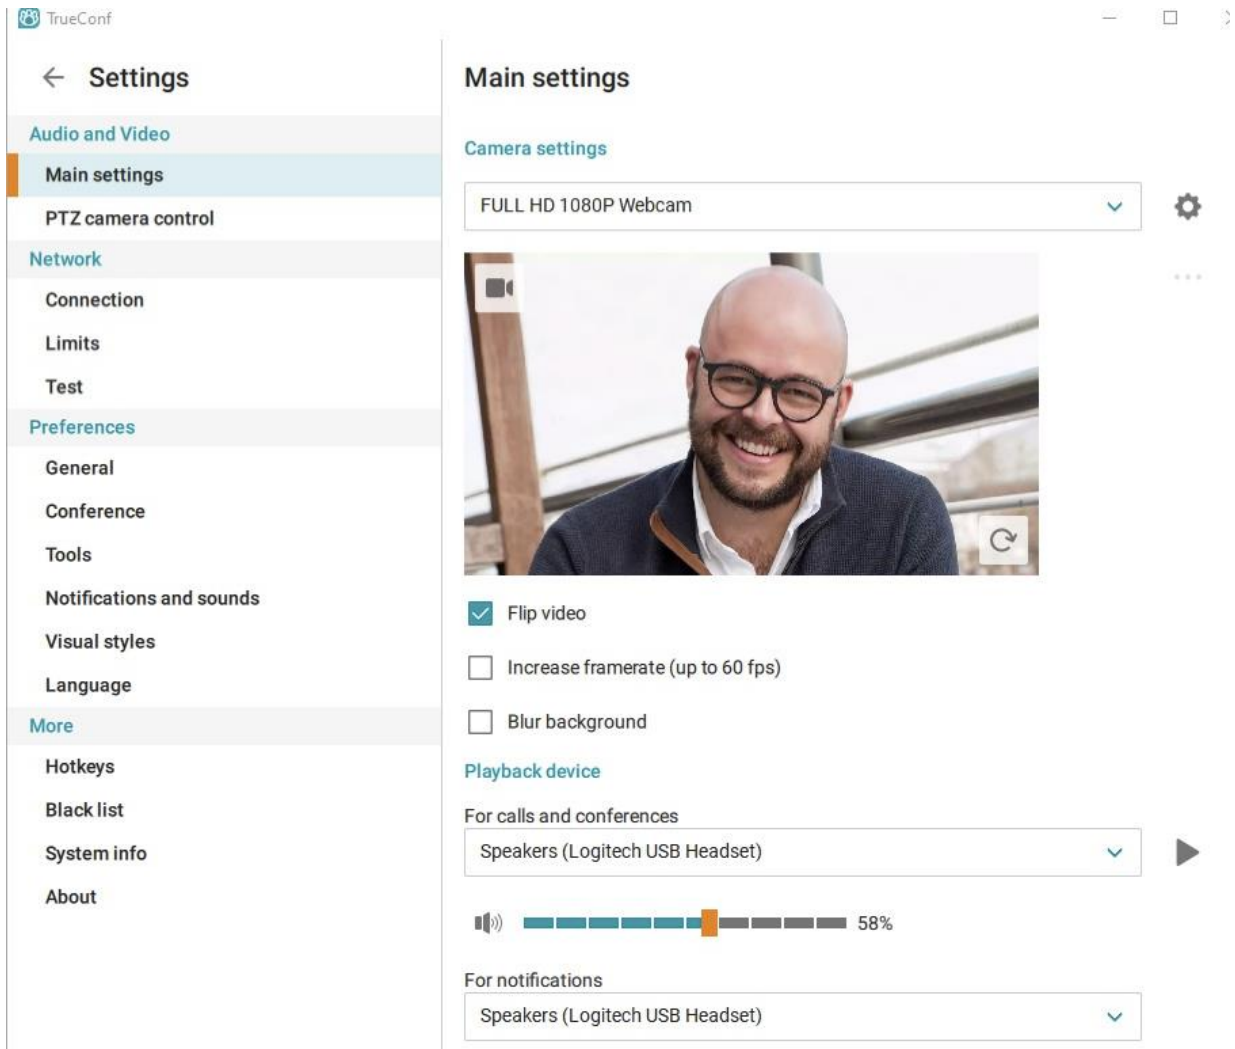 TrueConf
Settings
Audio and Video
Main settings
PTZ camera control
Network
Connection
Limits
Test
Preferences
General
Conference
Tools
Notifications and sounds
Visual styles
Language
More
Hotkeys
Black list
System info
About
Main settings
Camera settings
FULL HD 1080P Webcam
Flip video
Increase framerate (up to 60 fps)
Blur background
Playback device
For calls and conferences
Speakers (Logitech USB Headset)
58%
For notifications
Speakers (Logitech USB Headset)